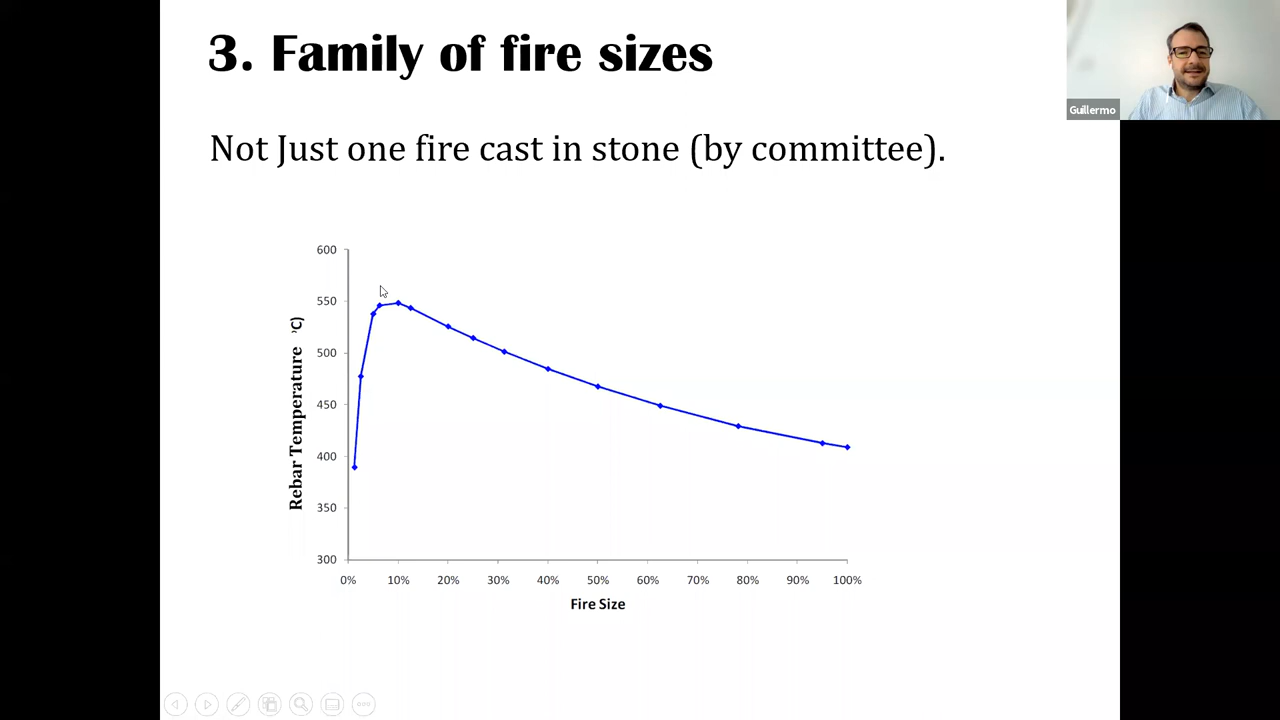 3. Family of fire sizes
Guillermo
Not Just one fire cast in stone (by committee).
Rebar Temperature °C)
600
550
500
450
400
350
300
0% 10% 20% 30% 40% 50% 60% 70% 80% 90% 100%
Fire Size